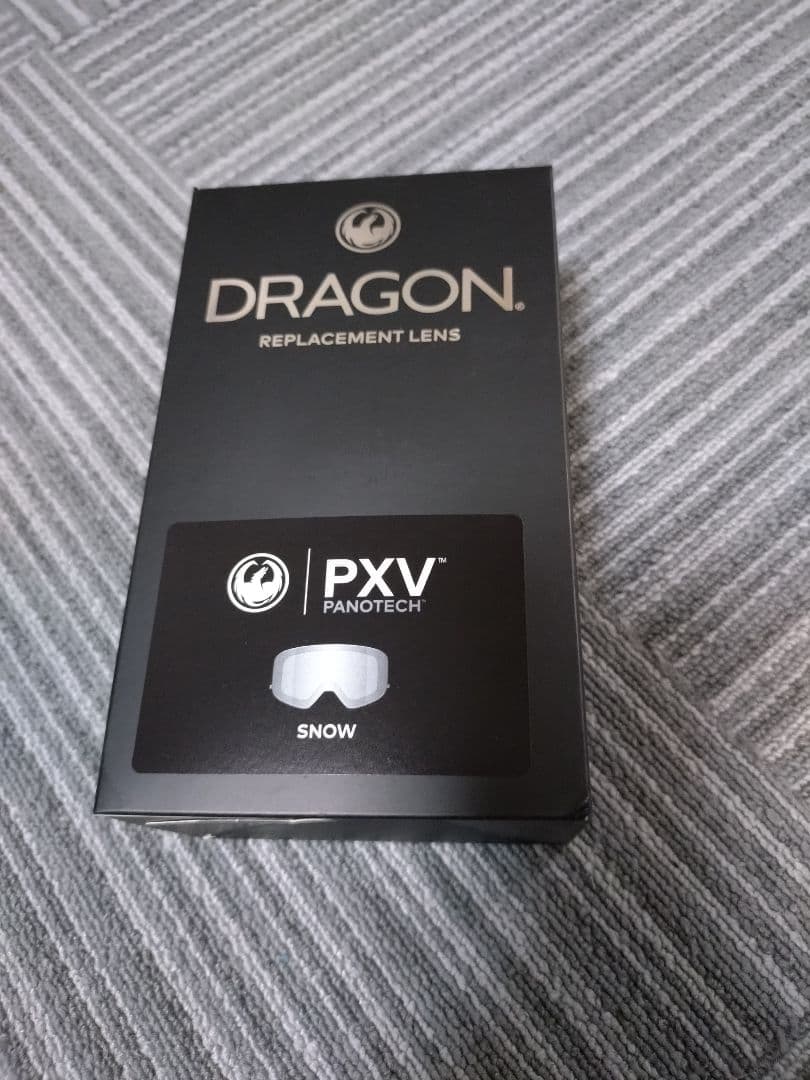 DRAGON®
REPLACEMENT LENS
PXV™
PANOTECH™
SNOW